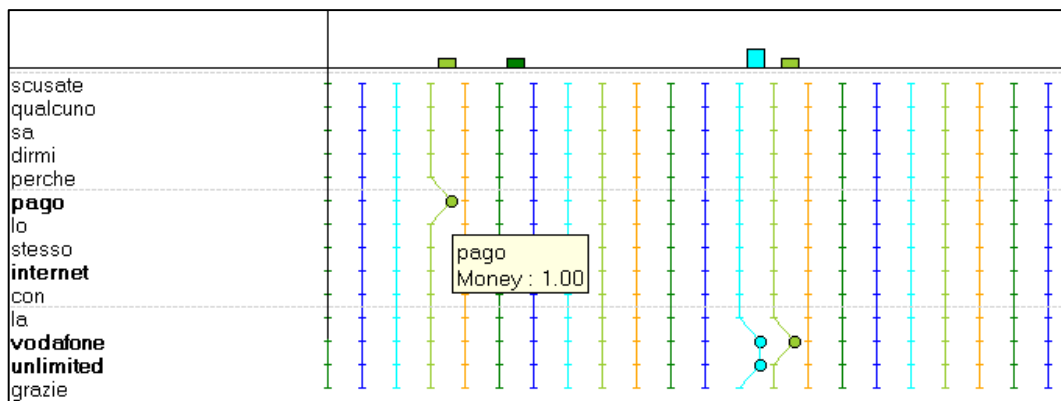 scusate
qualcuno
sa
dirmi
perche
pago
lo
stesso
internet
con
la
vodafone
unlimited
grazie
pago
Money : 1.00